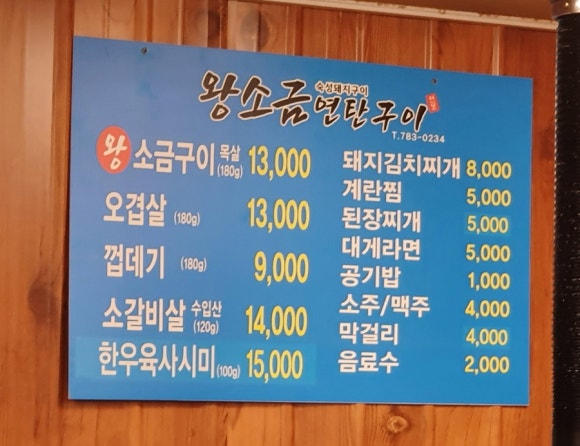 숙성돼지구이
왕소금연탄구이
T.783-0234
왕 소금구이 목살 (180g) 13,000
오겹살 (180g) 13,000
껍데기 (180g) 9,000
소갈비살 수입산 (120g) 14,000
한우육사시미 (100g) 15,000
돼지김치찌개 8,000
계란찜 5,000
된장찌개 5,000
대게라면 5,000
공기밥 1,000
소주/맥주 4,000
막걸리 4,000
음료수 2,000